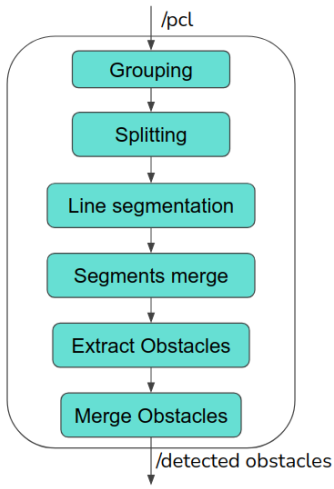 /pcl
Grouping
Splitting
Line segmentation
Segments merge
Extract Obstacles
Merge Obstacles
/detected obstacles